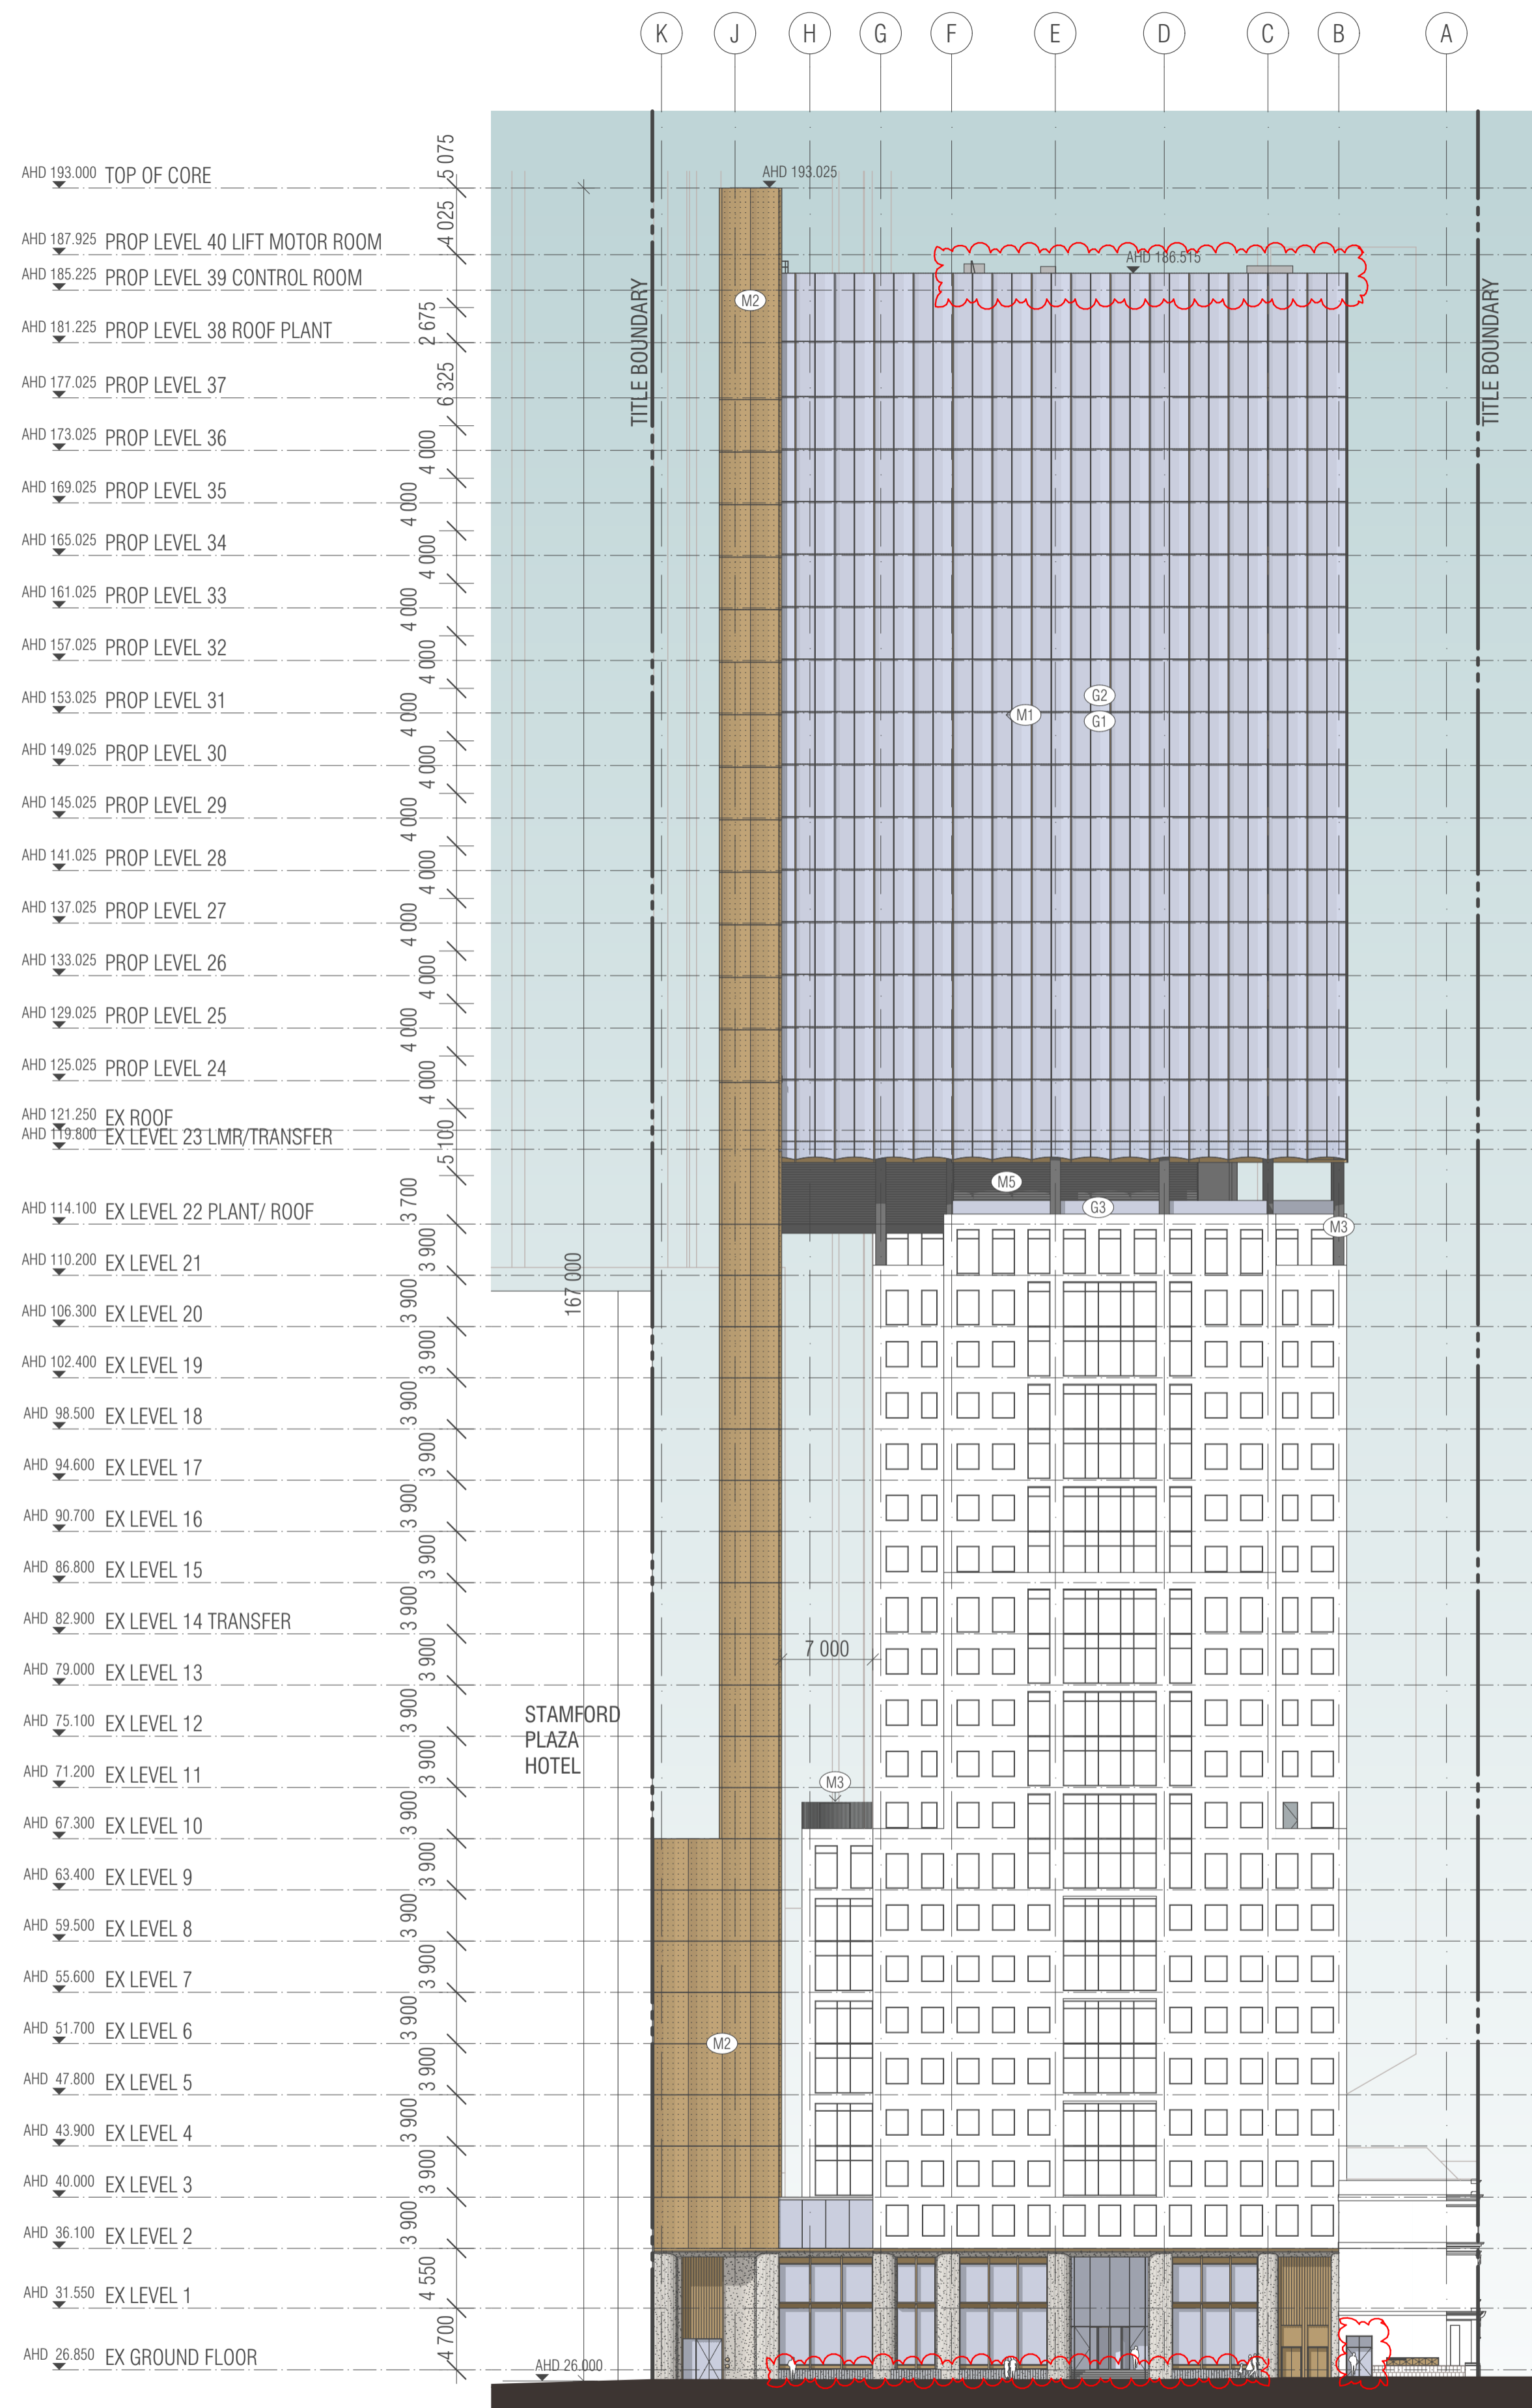 K J H G F E D C B A
5 075
AHD 193.000 TOP OF CORE
AHD 193.025
4 025
AHD 187.925 PROP LEVEL 40 LIFT MOTOR ROOM
AHD 186.515
AHD 185.225 PROP LEVEL 39 CONTROL ROOM
TITLE BOUNDARY
TITLE BOUNDARY
M2
2 675
AHD 181.225 PROP LEVEL 38 ROOF PLANT
6 325
AHD 177.025 PROP LEVEL 37
AHD 173.025 PROP LEVEL 36
4 000
AHD 169.025 PROP LEVEL 35
4 000
AHD 165.025 PROP LEVEL 34
4 000
AHD 161.025 PROP LEVEL 33
4 000
AHD 157.025 PROP LEVEL 32
4 000
G2
AHD 153.025 PROP LEVEL 31
4 000
M1
G1
AHD 149.025 PROP LEVEL 30
4 000
AHD 145.025 PROP LEVEL 29
4 000
AHD 141.025 PROP LEVEL 28
4 000
AHD 137.025 PROP LEVEL 27
4 000
AHD 133.025 PROP LEVEL 26
4 000
AHD 129.025 PROP LEVEL 25
4 000
AHD 125.025 PROP LEVEL 24
4 000
AHD 121.250 EX ROOF
AHD 119.800 EX LEVEL 23 LMR/TRANSFER
5 100
M5
3 700
AHD 114.100 EX LEVEL 22 PLANT/ ROOF
G3
M3
3 900
AHD 110.200 EX LEVEL 21
167 000
3 900
AHD 106.300 EX LEVEL 20
3 900
AHD 102.400 EX LEVEL 19
3 900
AHD 98.500 EX LEVEL 18
3 900
AHD 94.600 EX LEVEL 17
3 900
AHD 90.700 EX LEVEL 16
3 900
AHD 86.800 EX LEVEL 15
3 900
AHD 82.900 EX LEVEL 14 TRANSFER
7 000
3 900
AHD 79.000 EX LEVEL 13
3 900
STAMFORD
PLAZA
HOTEL
AHD 75.100 EX LEVEL 12
3 900
AHD 71.200 EX LEVEL 11
M3
3 900
AHD 67.300 EX LEVEL 10
3 900
AHD 63.400 EX LEVEL 9
3 900
AHD 59.500 EX LEVEL 8
3 900
AHD 55.600 EX LEVEL 7
3 900
AHD 51.700 EX LEVEL 6
M2
3 900
AHD 47.800 EX LEVEL 5
3 900
AHD 43.900 EX LEVEL 4
3 900
AHD 40.000 EX LEVEL 3
3 900
AHD 36.100 EX LEVEL 2
4 550
AHD 31.550 EX LEVEL 1
4 700
AHD 26.850 EX GROUND FLOOR
AHD 26.000